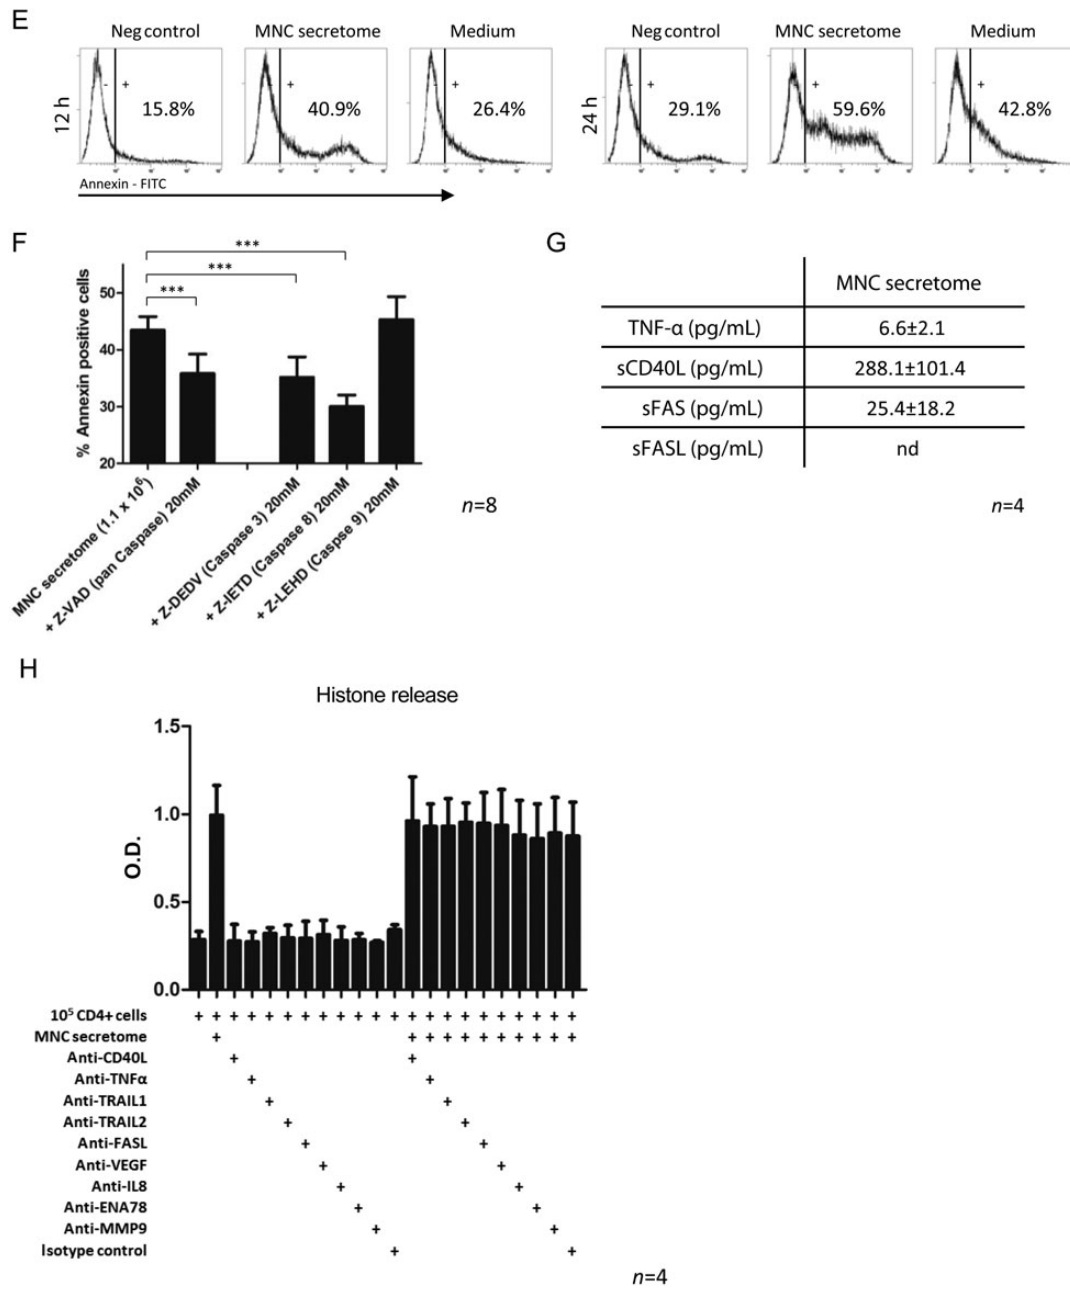 E
Neg control MNC secretome Medium Neg control MNC secretome Medium
12 h - + 15.8% + 40.9% + 26.4% 24 h - + 29.1% + 59.6% + 42.8%
Annexin - FITC
F
% Annexin positive cells
50
40
30
20
*** 
***
***
MNC secretome (1.1 x 10⁶)
+ Z-VAD (pan Caspase) 20mM
+ Z-DEDV (Caspase 3) 20mM
+ Z-IETD (Caspase 8) 20mM
+ Z-LEHD (Caspse 9) 20mM
n=8
G
MNC secretome
TNF-α (pg/mL) 6.6±2.1
sCD40L (pg/mL) 288.1±101.4
sFAS (pg/mL) 25.4±18.2
sFASL (pg/mL) nd
n=4
H
Histone release
O.D.
1.5
1.0
0.5
0.0
10⁵ CD4+ cells + + + + + + + + + + + + + + + + + + + + + +
MNC secretome + + + + + + + + + + +
Anti-CD40L + +
Anti-TNFα + +
Anti-TRAIL1 + +
Anti-TRAIL2 + +
Anti-FASL + +
Anti-VEGF + +
Anti-IL8 + +
Anti-ENA78 + +
Anti-MMP9 + +
Isotype control + +
n=4